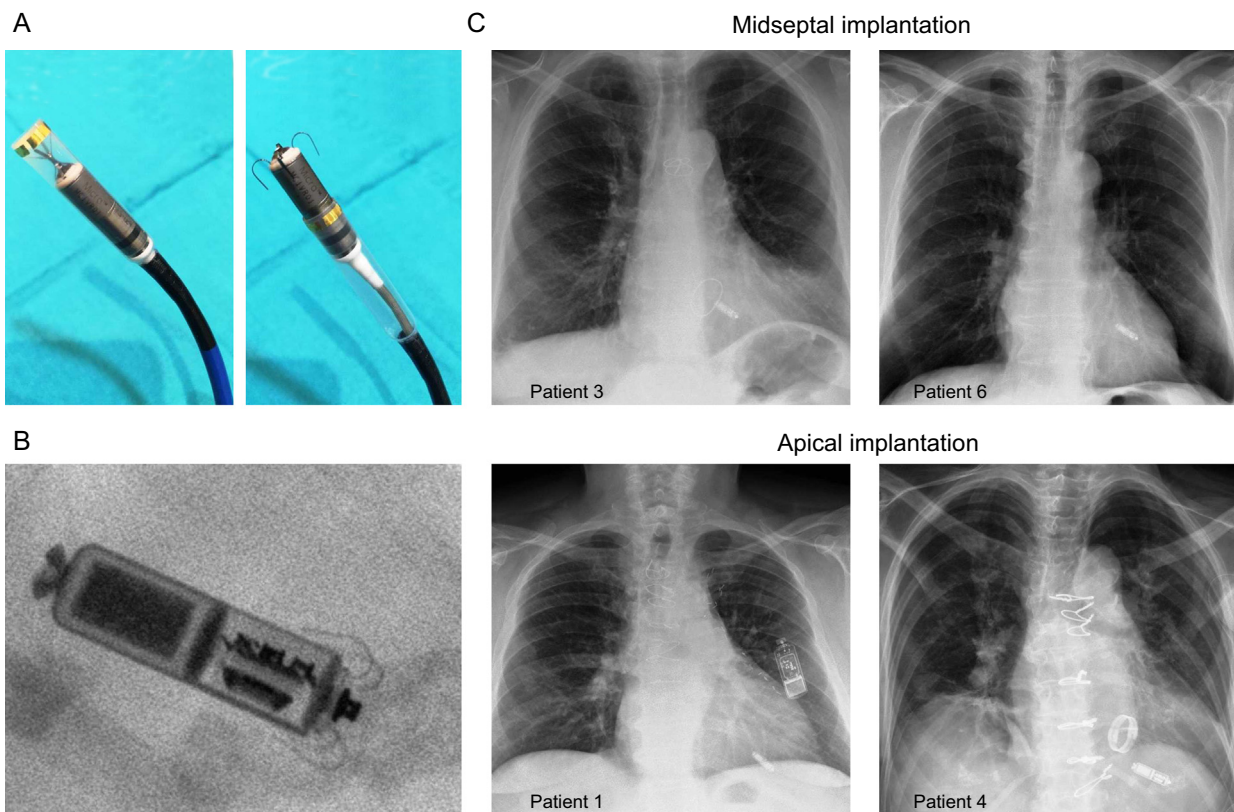 A
C
Midseptal implantation
Patient 3
Patient 6
B
Apical implantation
Patient 1
Patient 4